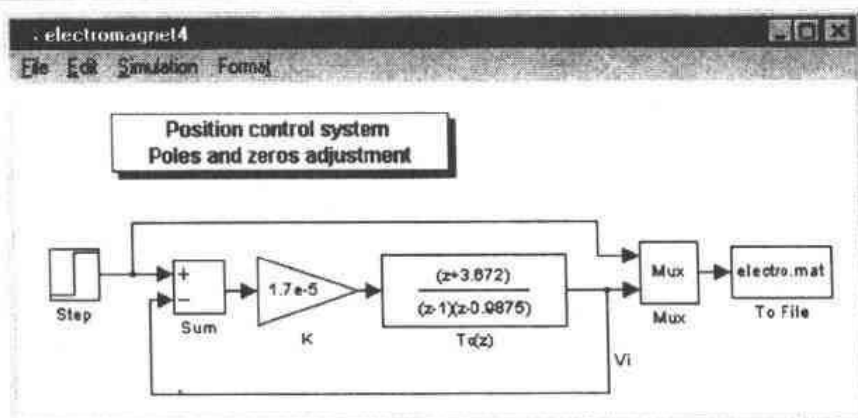 electromagnet4
File Edit Simulation Format
Position control system
Poles and zeros adjustment
Step
+
−
Sum
1.7e-5
K
(z+3.672)
(z-1)(z-0.9875)
To(z)
Vi
Mux
Mux
electro.mat
To File